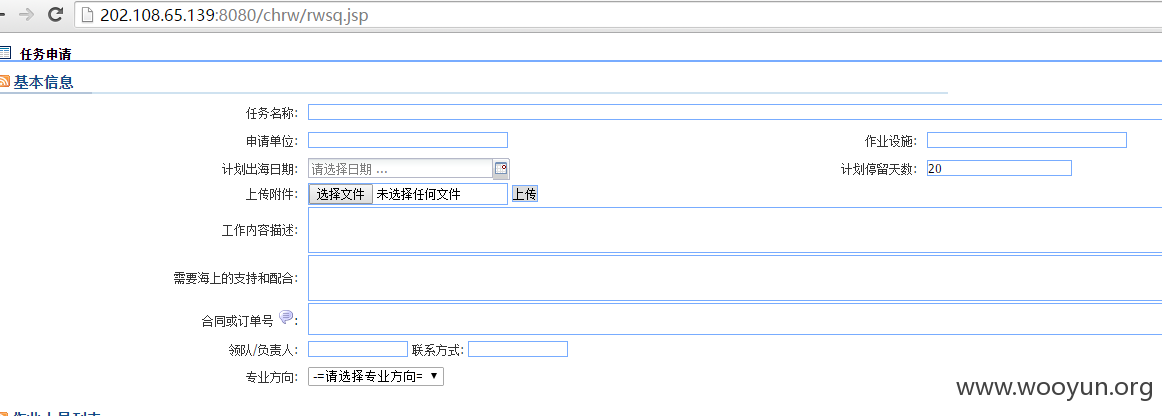 202.108.65.139:8080/chrw/rwsq.jsp
任务申请
基本信息
任务名称:
申请单位: 作业设施:
计划出海日期: 请选择日期 ... 计划停留天数: 20
上传附件: 选择文件 未选择任何文件 上传
工作内容描述:
需要海上的支持和配合:
合同或订单号 :
领队/负责人: 联系方式:
专业方向: -=请选择专业方向=
www.wooyun.org